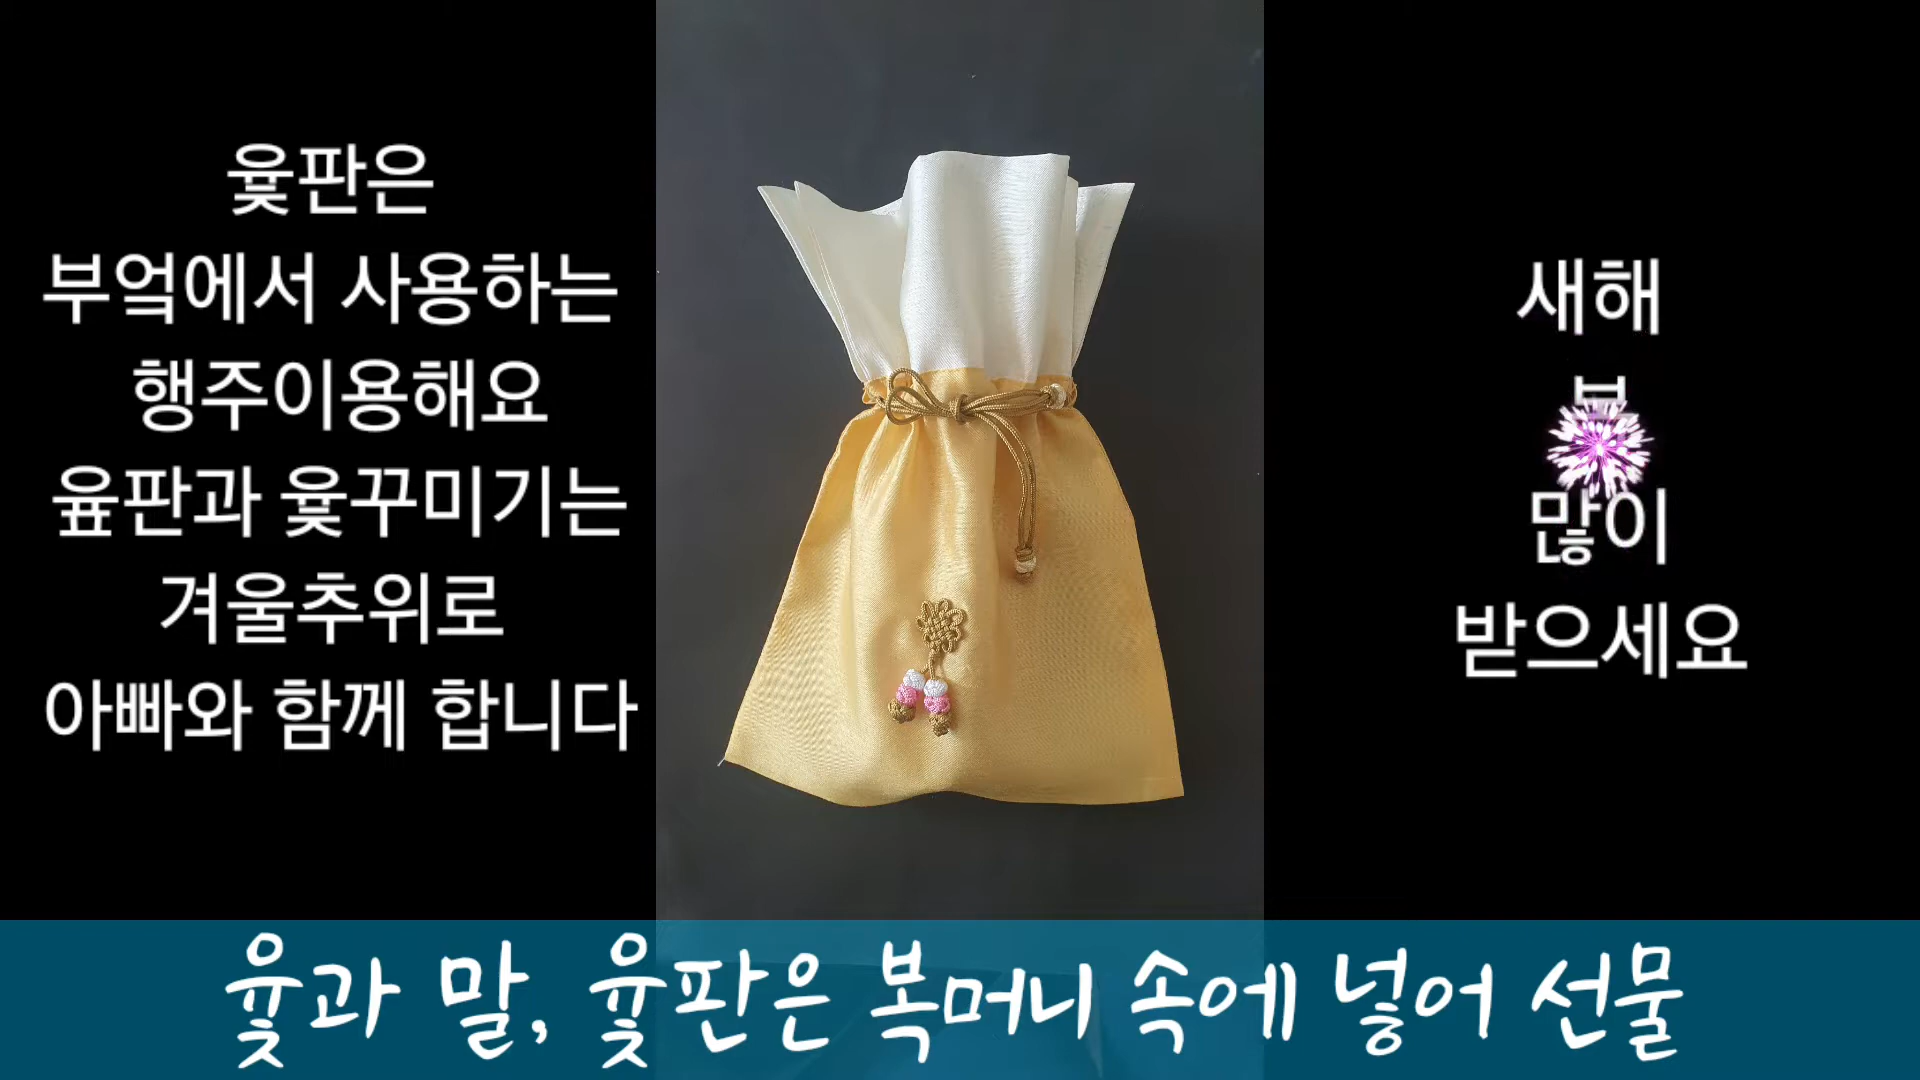 윷판은
부엌에서 사용하는
행주이용해요
윺판과 윷꾸미기는
겨울추위로
아빠와 함께 합니다
새해
많이
받으세요
윷과 말, 윷판은 복머니 속에 넣어 선물